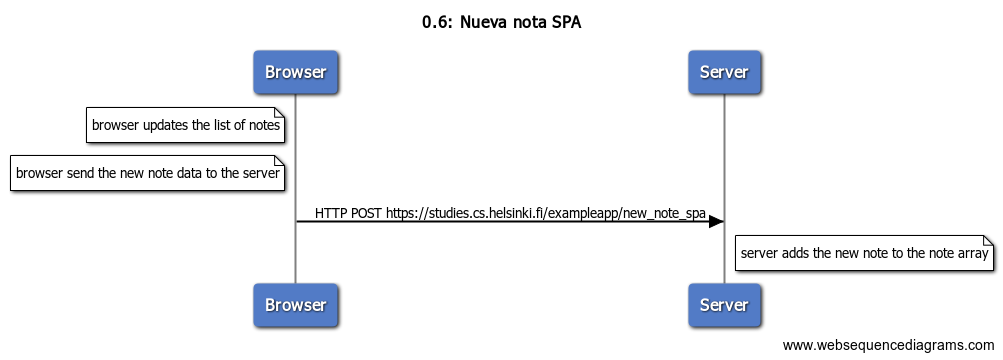 0.6: Nueva nota SPA
Browser
Server
browser updates the list of notes
browser send the new note data to the server
HTTP POST https://studies.cs.helsinki.fi/exampleapp/new_note_spa
server adds the new note to the note array
Browser
Server
www.websequencediagrams.com